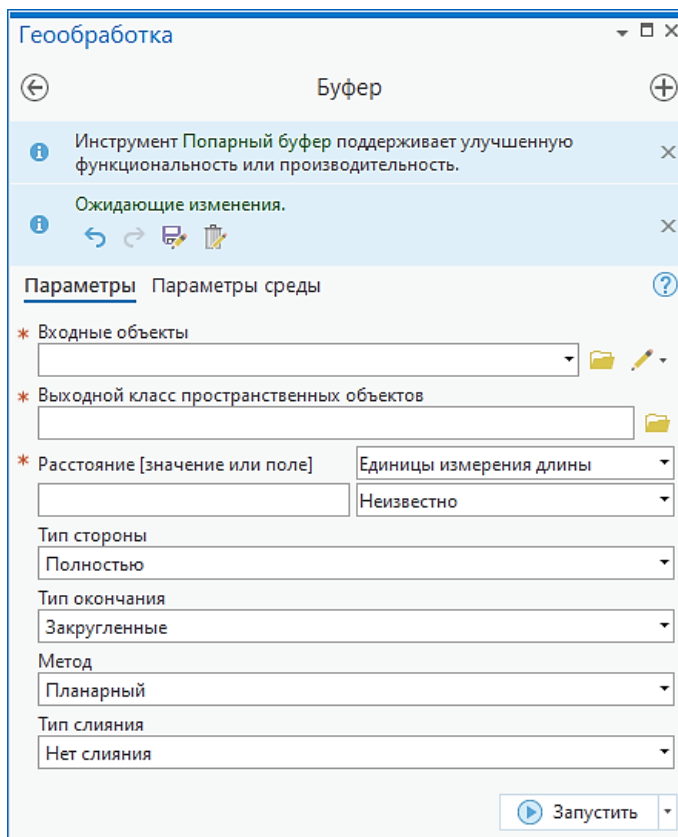 Геообработка
Буфер
Инструмент Попарный буфер поддерживает улучшенную
функциональность или производительность.
Ожидающие изменения.
Параметры Параметры среды
* Входные объекты
* Выходной класс пространственных объектов
* Расстояние [значение или поле] Единицы измерения длины
Неизвестно
Тип стороны
Полностью
Тип окончания
Закругленные
Метод
Планарный
Тип слияния
Нет слияния
Запустить